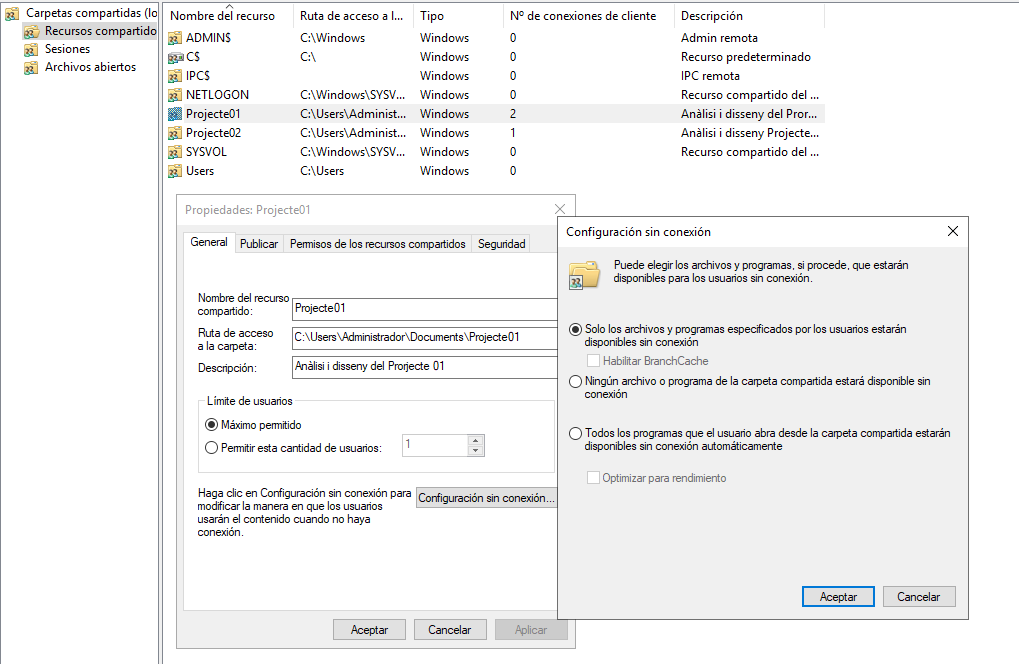 Carpetas compartidas (lo
Recursos compartido
Sesiones
Archivos abiertos
Nombre del recurso Ruta de acceso a l... Tipo Nº de conexiones de cliente Descripción
ADMIN$ C:\Windows Windows 0 Admin remota
C$ C:\ Windows 0 Recurso predeterminado
IPC$ Windows 0 IPC remota
NETLOGON C:\Windows\SYSV... Windows 0 Recurso compartido del ...
Projecte01 C:\Users\Administ... Windows 2 Anàlisi i disseny del Pror...
Projecte02 C:\Users\Administ... Windows 1 Anàlisi i disseny Projecte...
SYSVOL C:\Windows\SYSV... Windows 0 Recurso compartido del ...
Users C:\Users Windows 0
Propiedades: Projecte01
General Publicar Permisos de los recursos compartidos Seguridad
Nombre del recurso
compartido:
Projecte01
Ruta de acceso
a la carpeta:
C:\Users\Administrador\Documents\Projecte01
Descripción:
Anàlisi i disseny del Projecte 01
Límite de usuarios
Máximo permitido
Permitir esta cantidad de usuarios: 1
Haga clic en Configuración sin conexión para
modificar la manera en que los usuarios
usarán el contenido cuando no haya
conexión.
Configuración sin conexión...
Aceptar Cancelar Aplicar
Configuración sin conexión
Puede elegir los archivos y programas, si procede, que estarán
disponibles para los usuarios sin conexión.
Solo los archivos y programas especificados por los usuarios estarán
disponibles sin conexión
Habilitar BranchCache
Ningún archivo o programa de la carpeta compartida estará disponible sin
conexión
Todos los programas que el usuario abra desde la carpeta compartida estarán
disponibles sin conexión automáticamente
Optimizar para rendimiento
Aceptar Cancelar